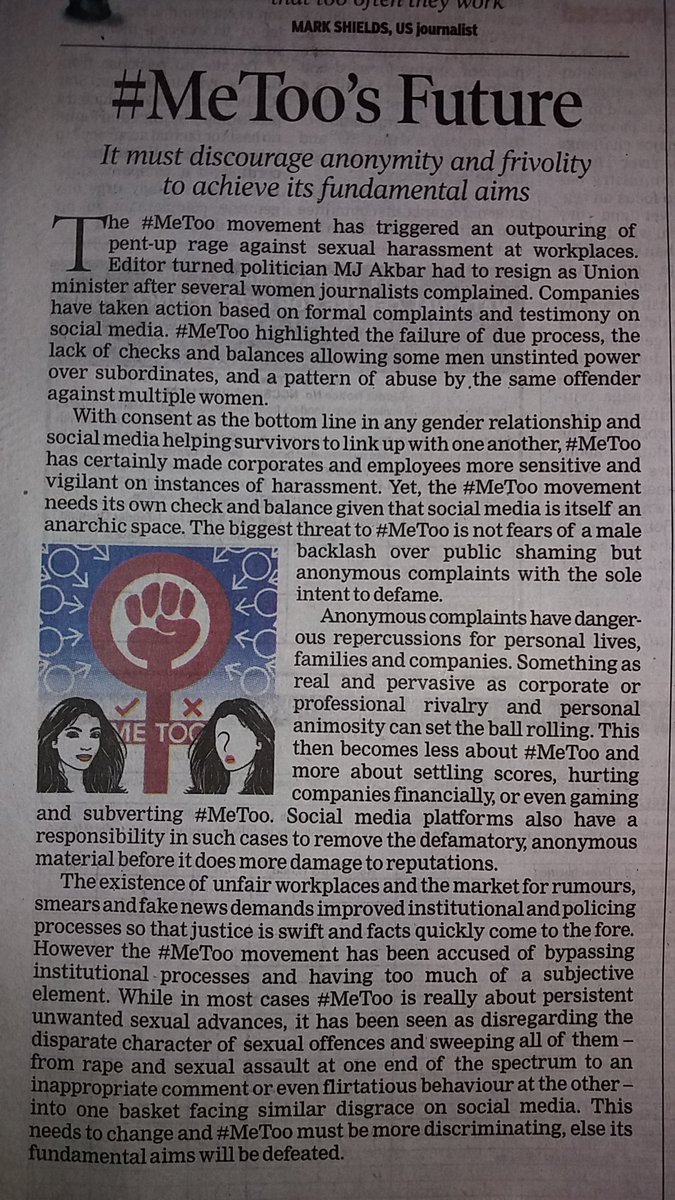 that too often they work
MARK SHIELDS, US journalist
#MeToo's Future
It must discourage anonymity and frivolity
to achieve its fundamental aims
The #MeToo movement has triggered an outpouring of
pent-up rage against sexual harassment at workplaces.
Editor turned politician MJ Akbar had to resign as Union
minister after several women journalists complained. Companies
have taken action based on formal complaints and testimony on
social media. #MeToo highlighted the failure of due process, the
lack of checks and balances allowing some men unstinted power
over subordinates, and a pattern of abuse by the same offender
against multiple women.
With consent as the bottom line in any gender relationship and
social media helping survivors to link up with one another, #MeToo
has certainly made corporates and employees more sensitive and
vigilant on instances of harassment. Yet, the #MeToo movement
needs its own check and balance given that social media is itself an
anarchic space. The biggest threat to #MeToo is not fears of a male
backlash over public shaming but
anonymous complaints with the sole
intent to defame.
Anonymous complaints have danger-
ous repercussions for personal lives,
families and companies. Something as
real and pervasive as corporate or
professional rivalry and personal
animosity can set the ball rolling. This
then becomes less about #MeToo and
more about settling scores, hurting
companies financially, or even gaming
ME TOO
and subverting #MeToo. Social media platforms also have a
responsibility in such cases to remove the defamatory, anonymous
material before it does more damage to reputations.
The existence of unfair workplaces and the market for rumours,
smears and fake news demands improved institutional and policing
processes so that justice is swift and facts quickly come to the fore.
However the #MeToo movement has been accused of bypassing
institutional processes and having too much of a subjective
element. While in most cases #MeToo is really about persistent
unwanted sexual advances, it has been seen as disregarding the
disparate character of sexual offences and sweeping all of them –
from rape and sexual assault at one end of the spectrum to an
inappropriate comment or even flirtatious behaviour at the other –
into one basket facing similar disgrace on social media. This
needs to change and #MeToo must be more discriminating, else its
fundamental aims will be defeated.